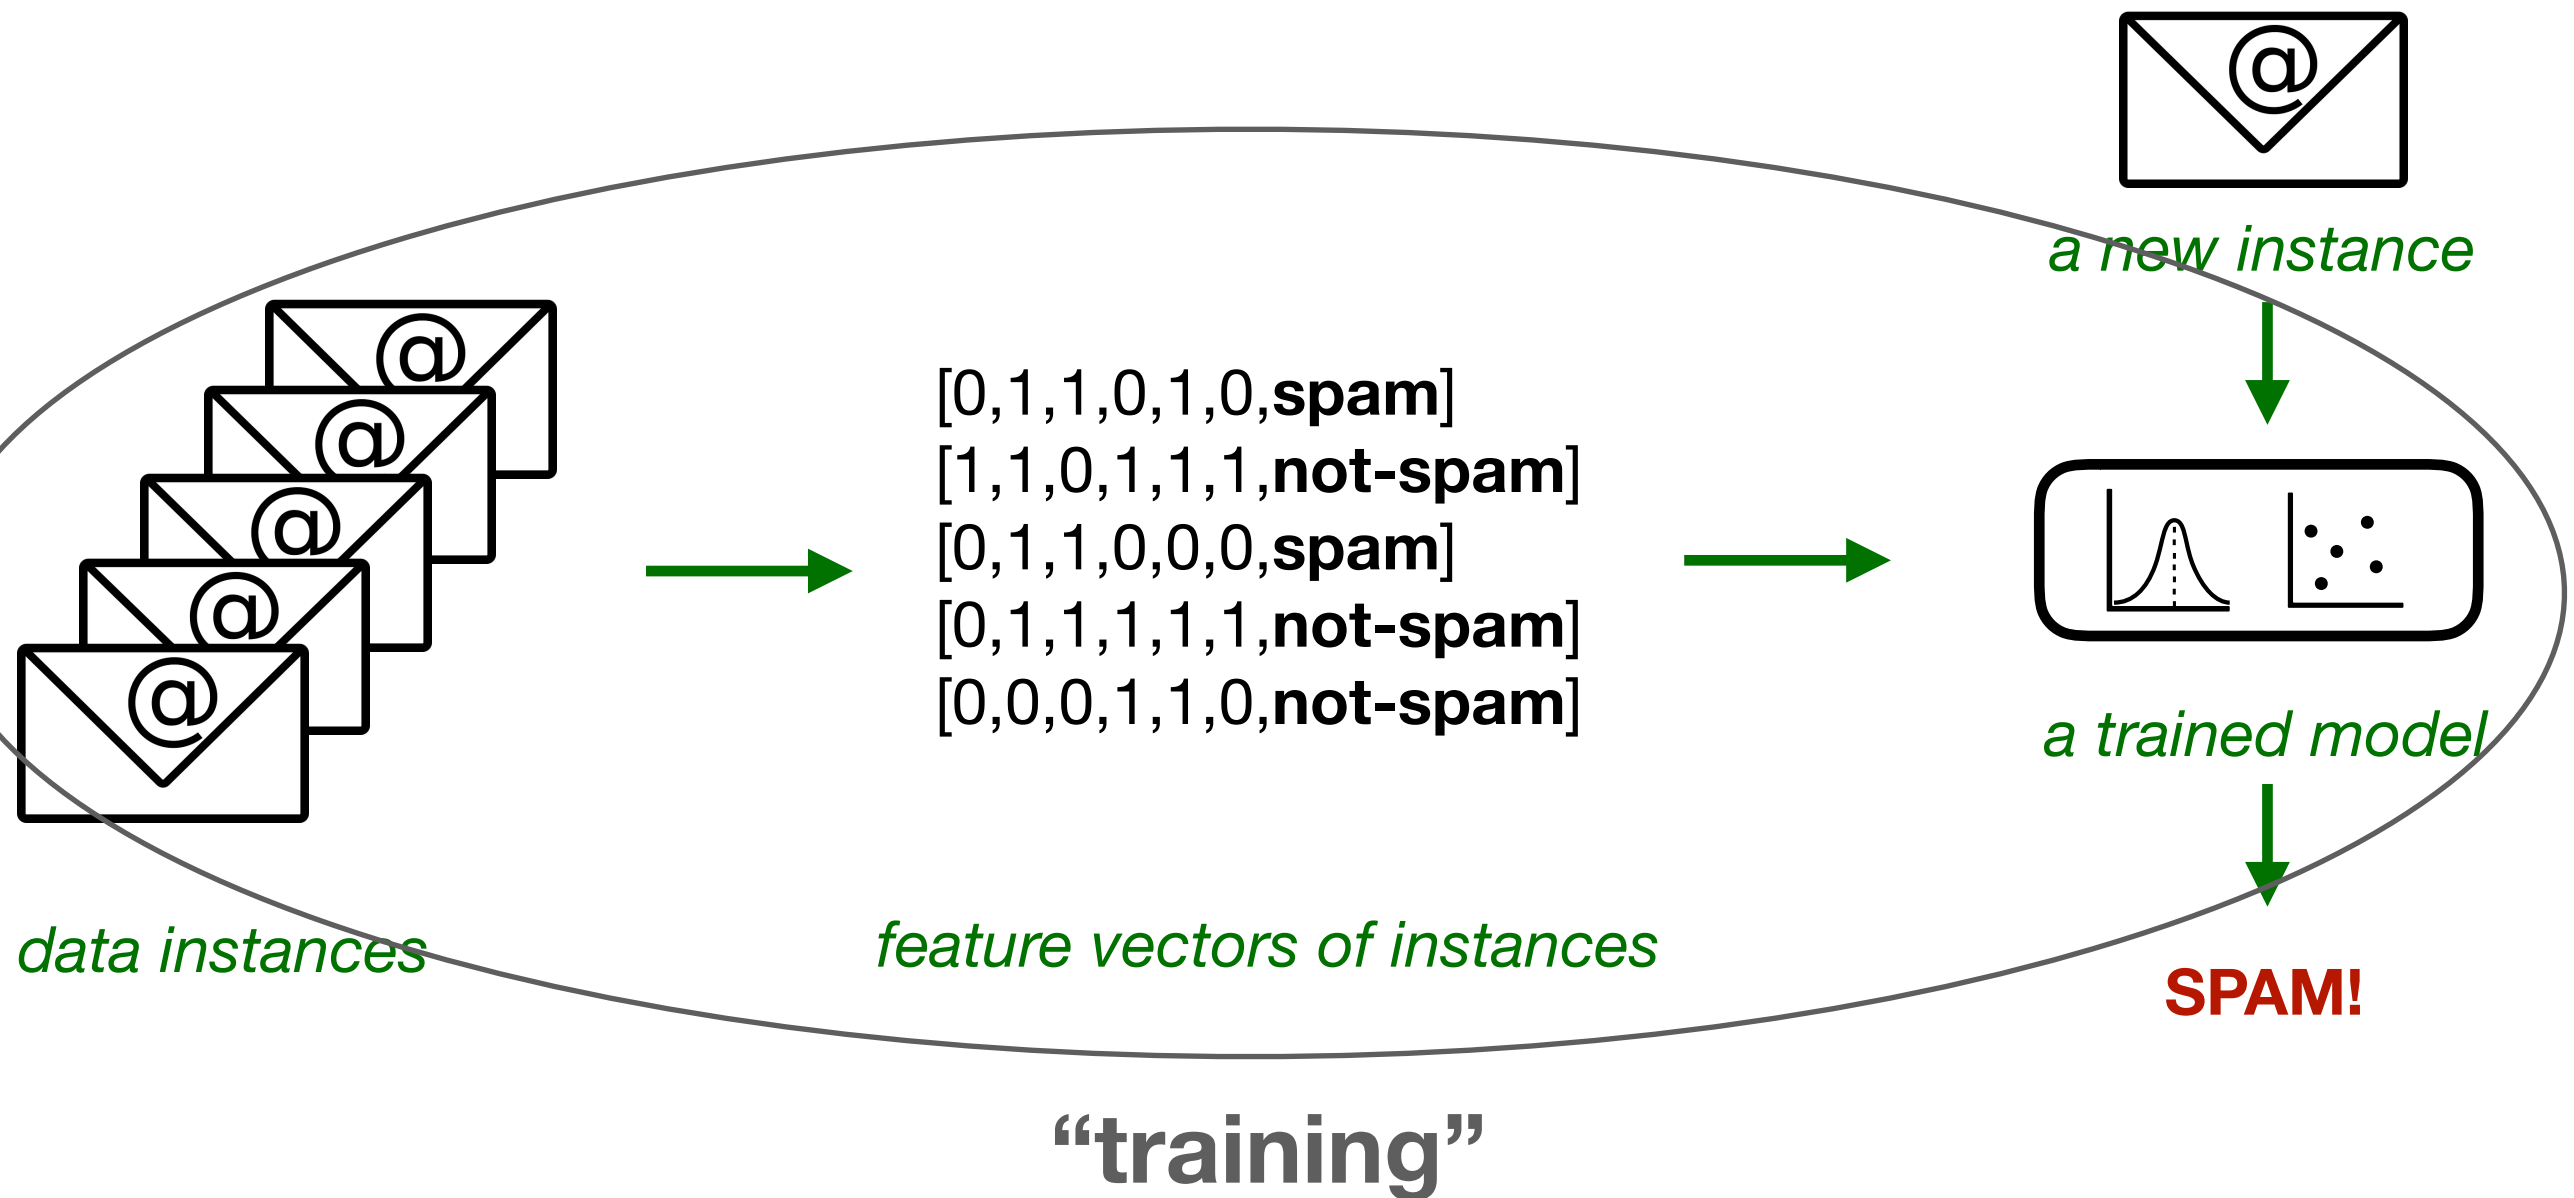 @
a new instance
@
@
@
@
@
[0,1,1,0,1,0,spam]
[1,1,0,1,1,1,not-spam]
[0,1,1,0,0,0,spam]
[0,1,1,1,1,1,not-spam]
[0,0,0,1,1,0,not-spam]
a trained model
data instances
feature vectors of instances
SPAM!
“training”